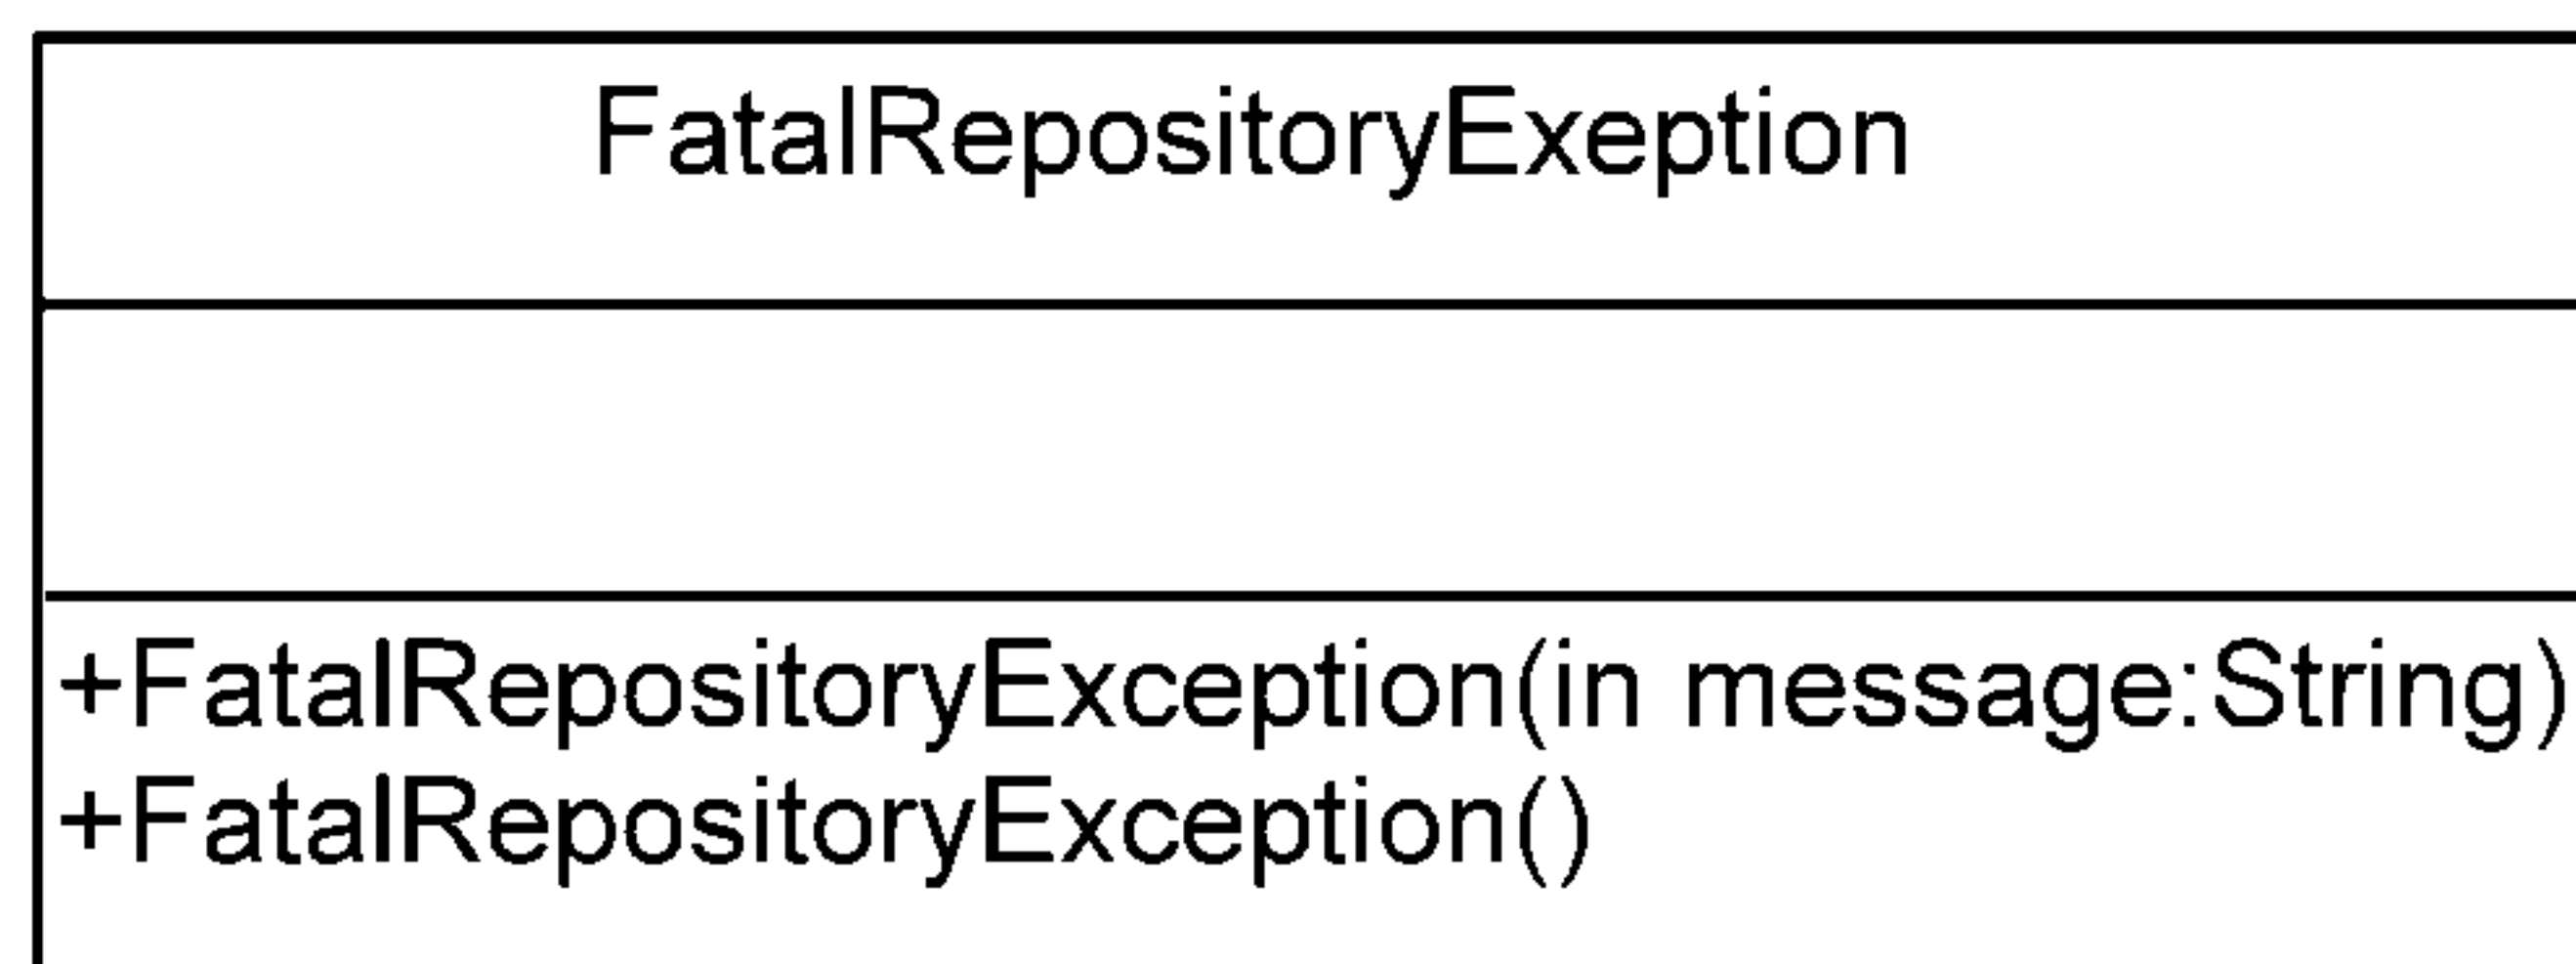 FatalRepositoryExeption
+FatalRepositoryException(in message:String)
+FatalRepositoryException()